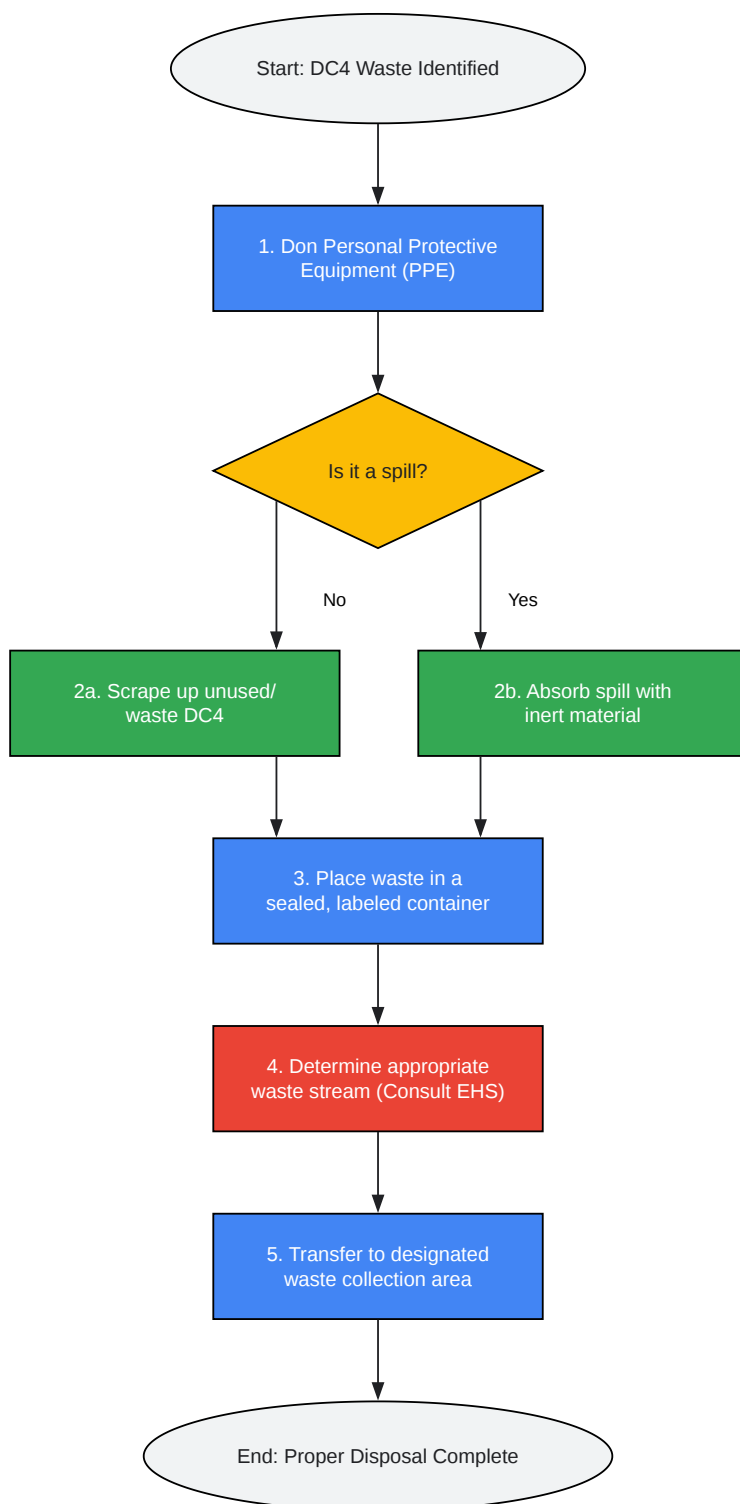 Start: DC4 Waste Identified
1. Don Personal Protective
Equipment (PPE)
Is it a spill?
No
Yes
2a. Scrape up unused/
waste DC4
2b. Absorb spill with
inert material
3. Place waste in a
sealed, labeled container
4. Determine appropriate
waste stream (Consult EHS)
5. Transfer to designated
waste collection area
End: Proper Disposal Complete